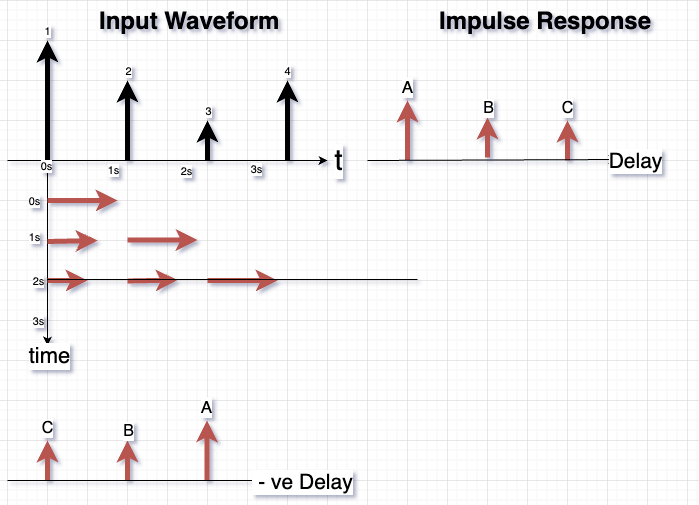 Input Waveform
Impulse Response
1
2
3
4
A
B
C
t
Delay
0s
1s
2s
3s
0s
1s
2s
3s
time
C
B
A
- ve Delay